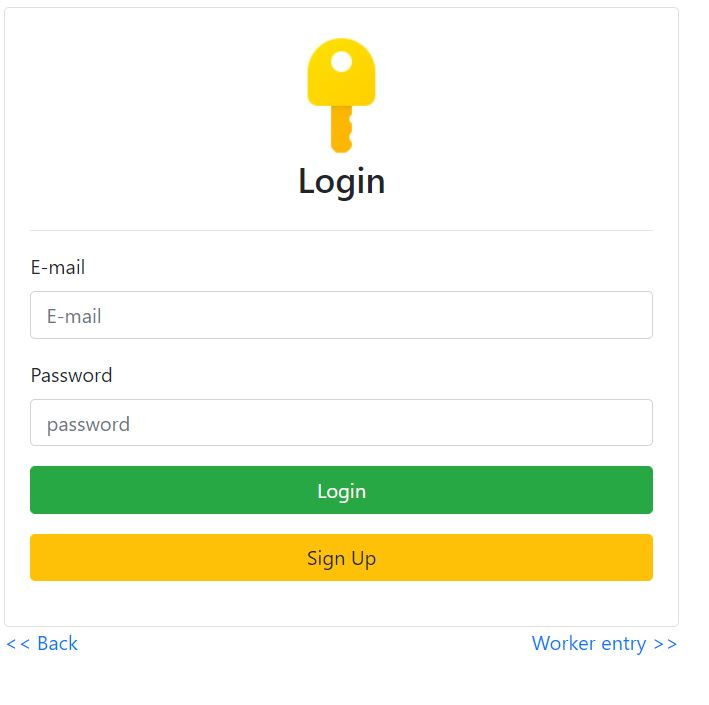 Login
E-mail
E-mail
Password
password
Login
Sign Up
<< Back Worker entry >>